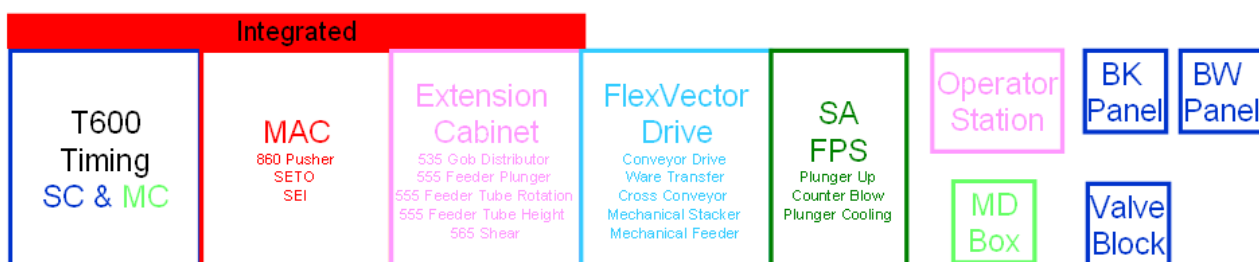 Integrated
T600
Timing
SC & MC
MAC
860 Pusher
SETO
SEI
Extension
Cabinet
535 Gob Distributor
555 Feeder Plunger
555 Feeder Tube Rotation
555 Feeder Tube Height
565 Shear
FlexVector
Drive
Conveyor Drive
Ware Transfer
Cross Conveyor
Mechanical Stacker
Mechanical Feeder
SA
FPS
Plunger Up
Counter Blow
Plunger Cooling
Operator
Station
BK
Panel
BW
Panel
MD
Box
Valve
Block